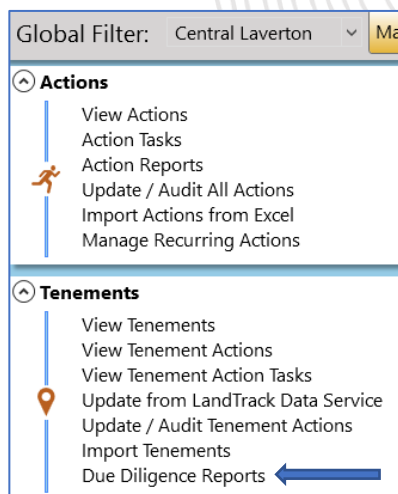 Global Filter: Central Laverton Ma
Actions
View Actions
Action Tasks
Action Reports
Update / Audit All Actions
Import Actions from Excel
Manage Recurring Actions
Tenements
View Tenements
View Tenement Actions
View Tenement Action Tasks
Update from LandTrack Data Service
Update / Audit Tenement Actions
Import Tenements
Due Diligence Reports